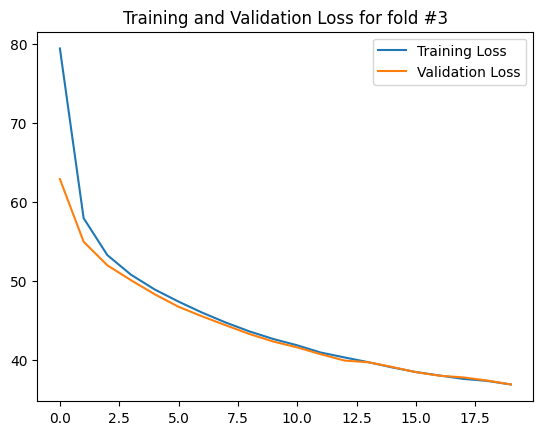 Training and Validation Loss for fold #3
80
70
60
50
40
Training Loss
Validation Loss
0.0 2.5 5.0 7.5 10.0 12.5 15.0 17.5